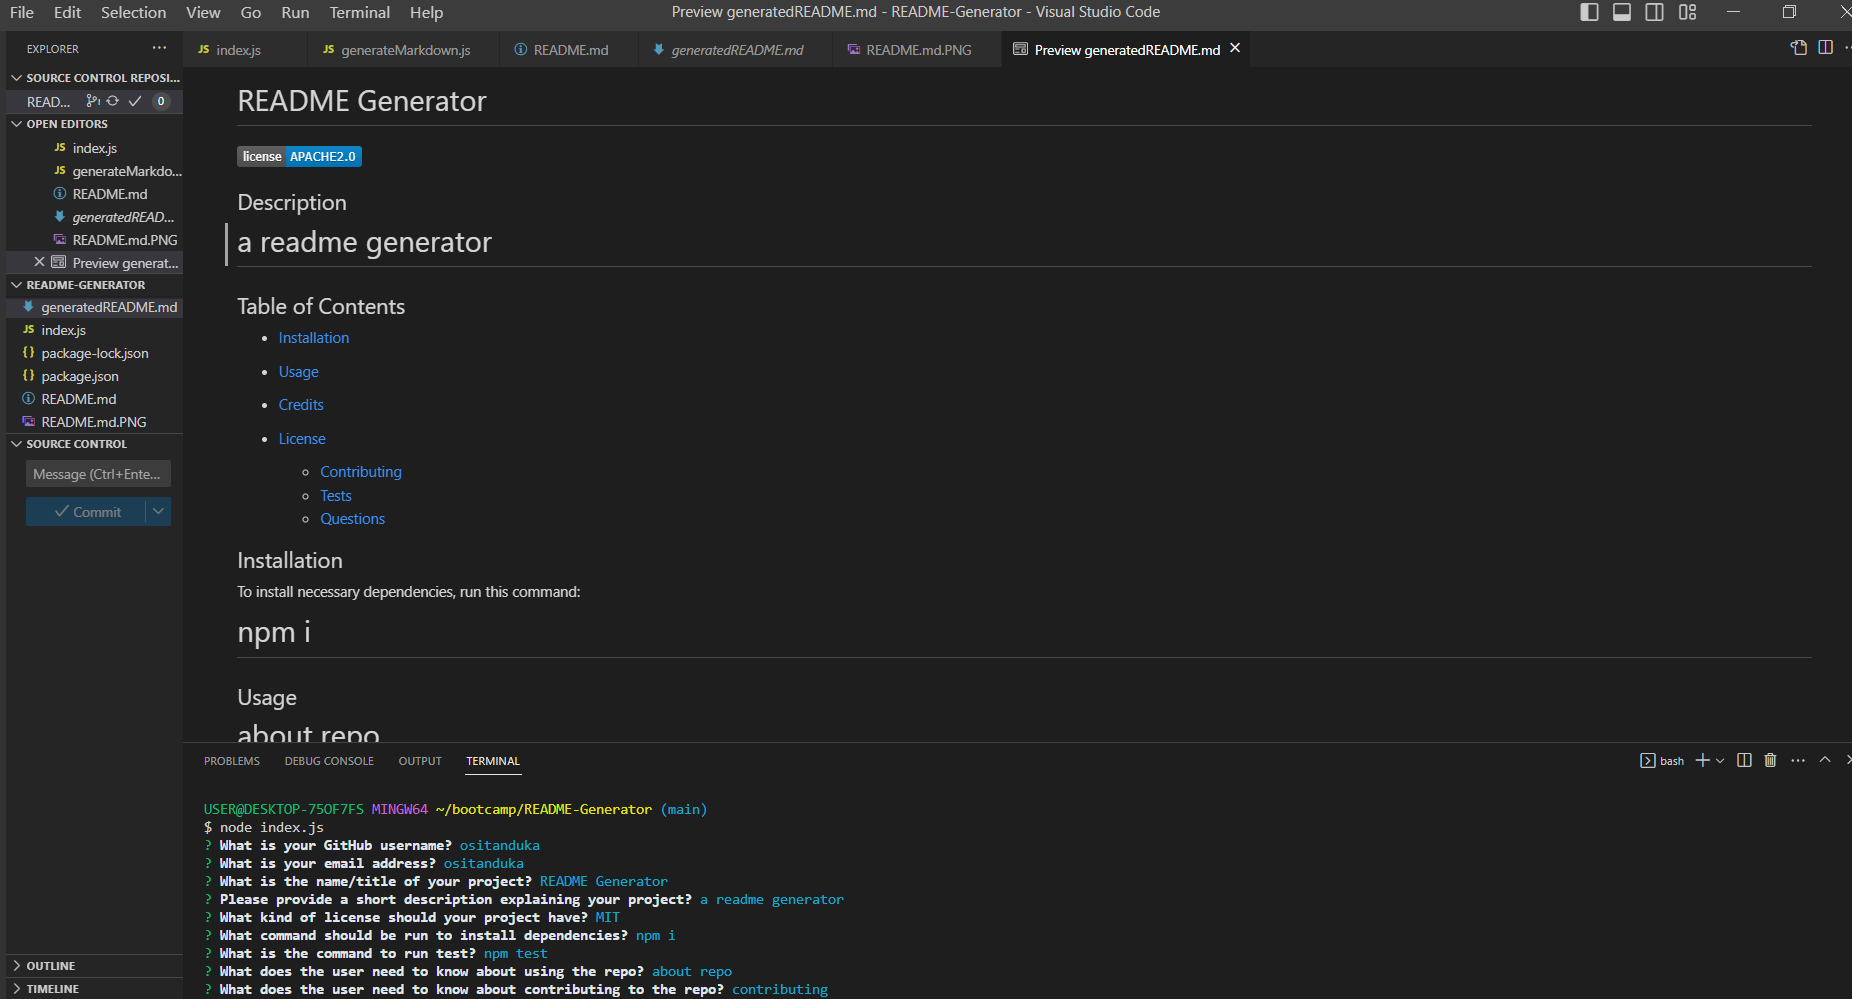 File Edit Selection View Go Run Terminal Help
Preview generatedREADME.md - README-Generator - Visual Studio Code
EXPLORER ···
JS index.js
JS generateMarkdown.js
README.md
generatedREADME.md
README.md.PNG
Preview generatedREADME.md
SOURCE CONTROL REPOSI...
READ... 0
OPEN EDITORS
JS index.js
JS generateMarkdo...
README.md
generatedREAD...
README.md.PNG
Preview generat...
README-GENERATOR
generatedREADME.md
JS index.js
{} package-lock.json
{} package.json
README.md
README.md.PNG
SOURCE CONTROL
Message (Ctrl+Ente...
Commit
OUTLINE
TIMELINE
README Generator
license APACHE2.0
Description
a readme generator
Table of Contents
• Installation
• Usage
• Credits
• License
Contributing
Tests
Questions
Installation
To install necessary dependencies, run this command:
npm i
Usage
about repo
PROBLEMS DEBUG CONSOLE OUTPUT TERMINAL
bash
USER@DESKTOP-75OF7FS MINGW64 ~/bootcamp/README-Generator (main)
$ node index.js
? What is your GitHub username? ositanduka
? What is your email address? ositanduka
? What is the name/title of your project? README Generator
? Please provide a short description explaining your project? a readme generator
? What kind of license should your project have? MIT
? What command should be run to install dependencies? npm i
? What is the command to run test? npm test
? What does the user need to know about using the repo? about repo
? What does the user need to know about contributing to the repo? contributing